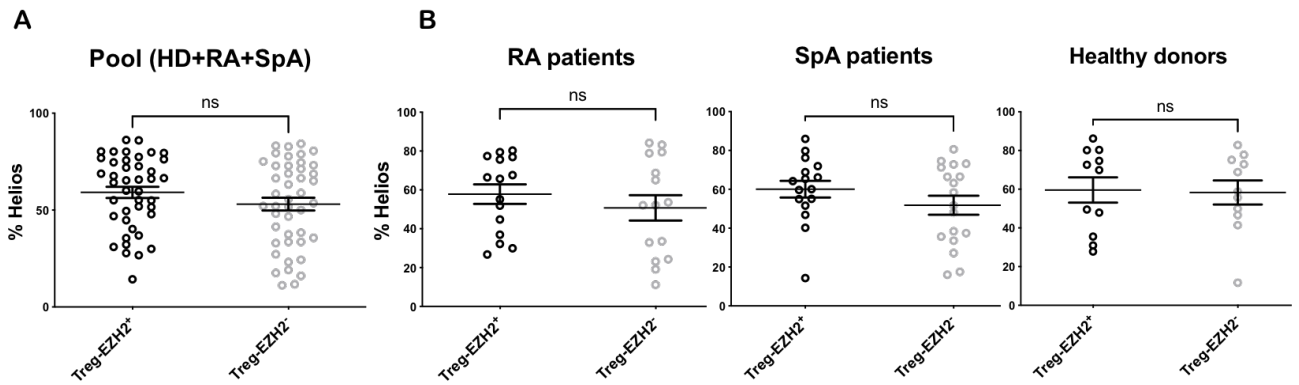 A
B
Pool (HD+RA+SpA)
RA patients
SpA patients
Healthy donors
ns
ns
ns
ns
% Helios
100
50
0
Treg-EZH2⁺
Treg-EZH2⁻
% Helios
100
80
60
40
20
0
Treg-EZH2⁺
Treg-EZH2⁻
100
80
60
40
20
0
Treg-EZH2⁺
Treg-EZH2⁻
100
80
60
40
20
0
Treg-EZH2⁺
Treg-EZH2⁻